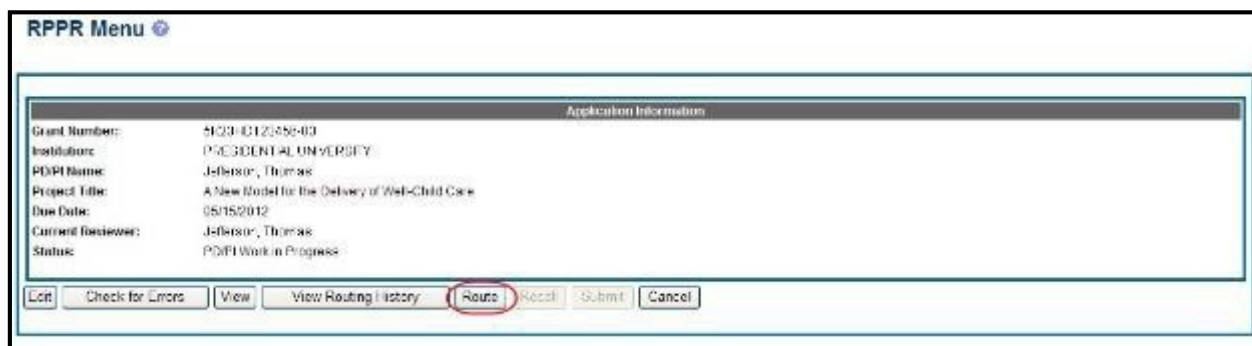 RPPR Menu
Application Information
Grant Number:
Institution: PRESIDENTIAL UNIVERSITY
PD/PI Name: Jefferson, Thomas
Project Title: A New Model for the Delivery of Well-Child Care
Due Date: 05/15/2012
Current Reviewer: Jefferson, Thomas
Status: PD/PI Work in Progress
Edit Check for Errors View View Routing History Route Recall Submit Cancel